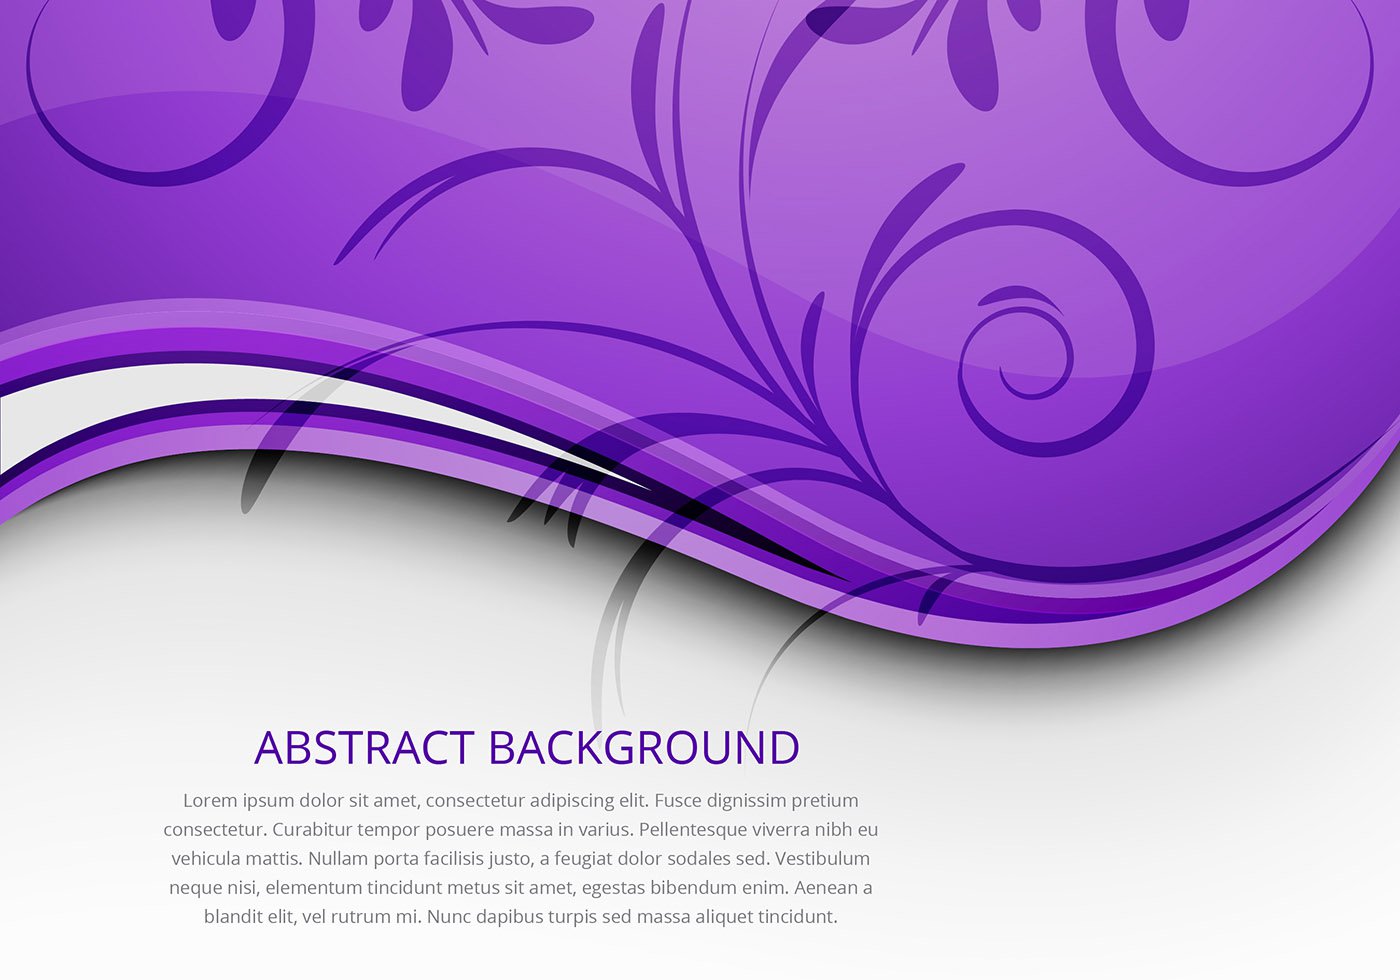 ABSTRACT BACKGROUND
Lorem ipsum dolor sit amet, consectetur adipiscing elit. Fusce dignissim pretium
consectetur. Curabitur tempor posuere massa in varius. Pellentesque viverra nibh eu
vehicula mattis. Nullam porta facilisis justo, a feugiat dolor sodales sed. Vestibulum
neque nisi, elementum tincidunt metus sit amet, egestas bibendum enim. Aenean a
blandit elit, vel rutrum mi. Nunc dapibus turpis sed massa aliquet tincidunt.